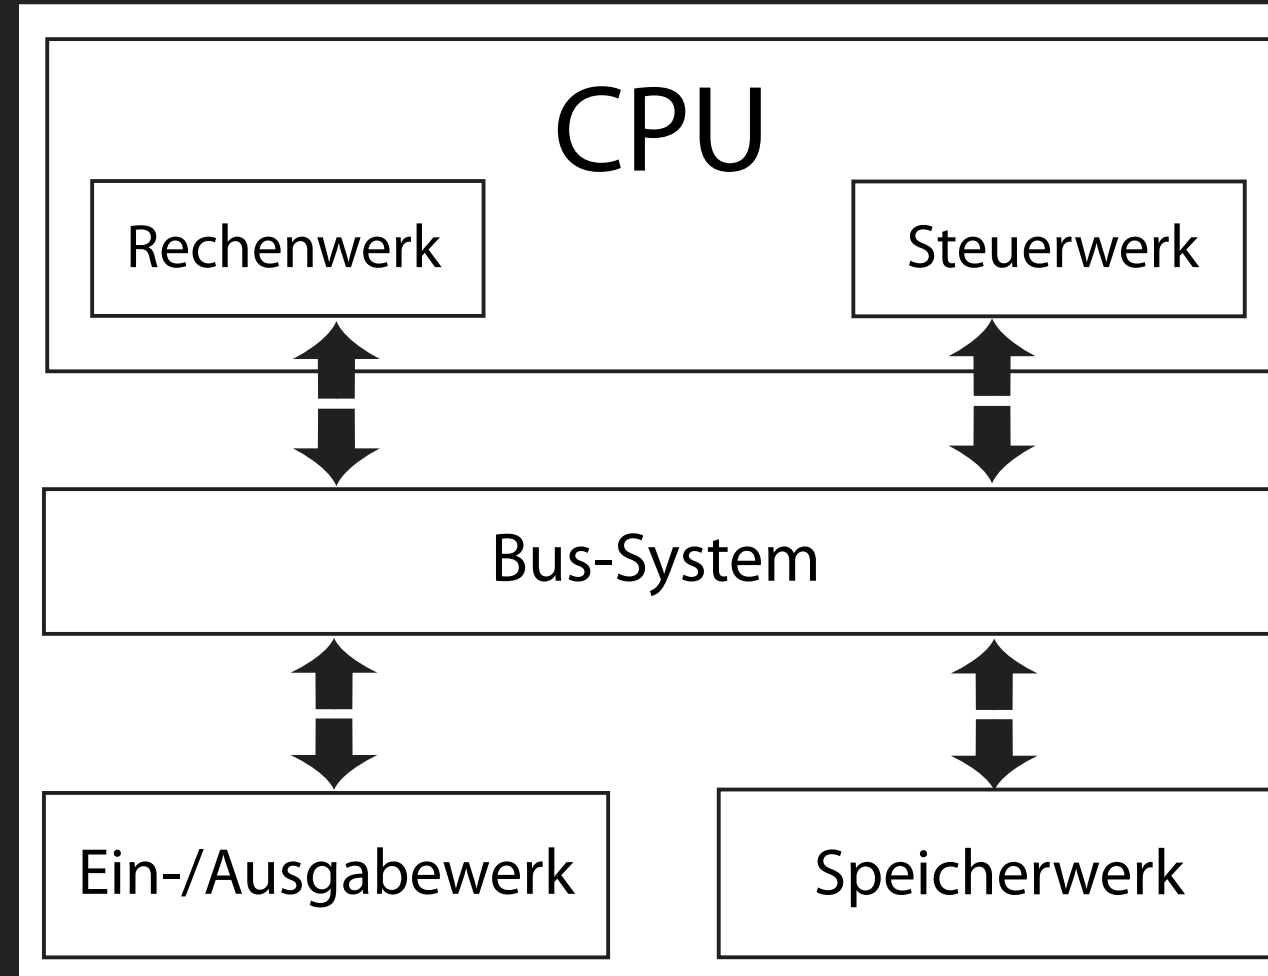 CPU
Rechenwerk
Steuerwerk
Bus-System
Ein-/Ausgabewerk
Speicherwerk